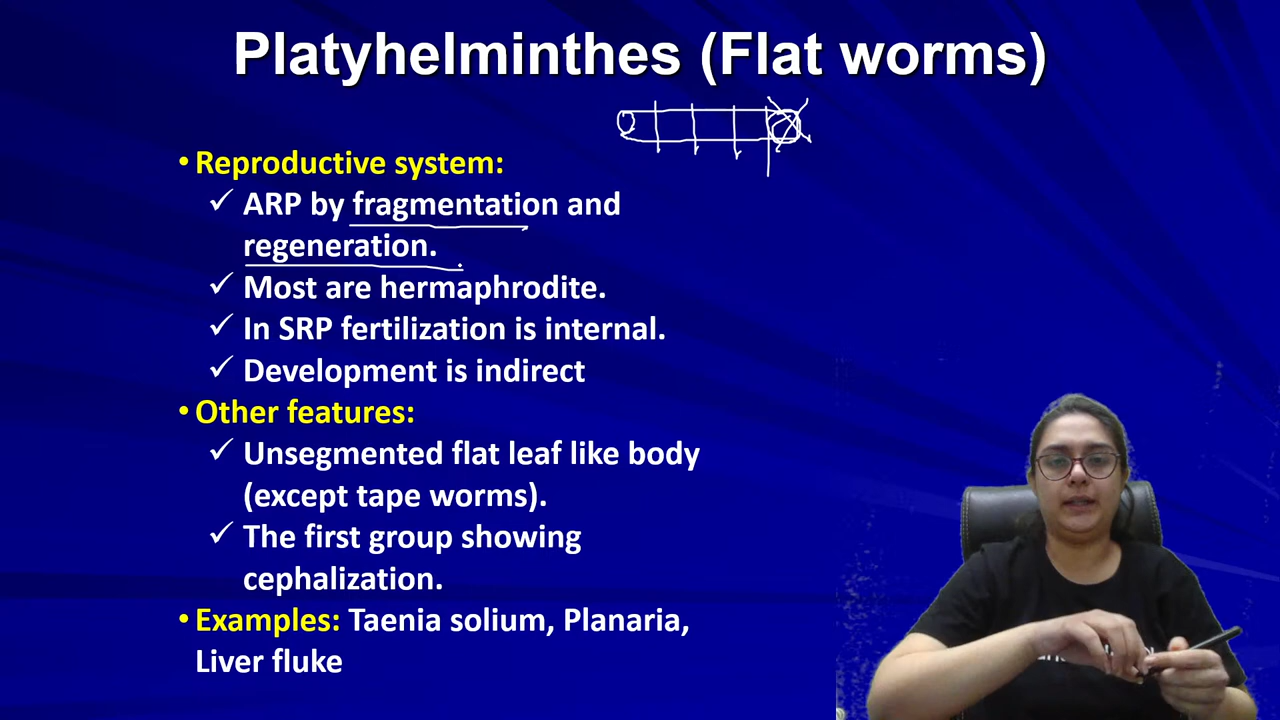 Platyhelminthes (Flat worms)
• Reproductive system:
✓ ARP by fragmentation and
regeneration.
✓ Most are hermaphrodite.
✓ In SRP fertilization is internal.
✓ Development is indirect
• Other features:
✓ Unsegmented flat leaf like body
(except tape worms).
✓ The first group showing
cephalization.
• Examples: Taenia solium, Planaria,
Liver fluke